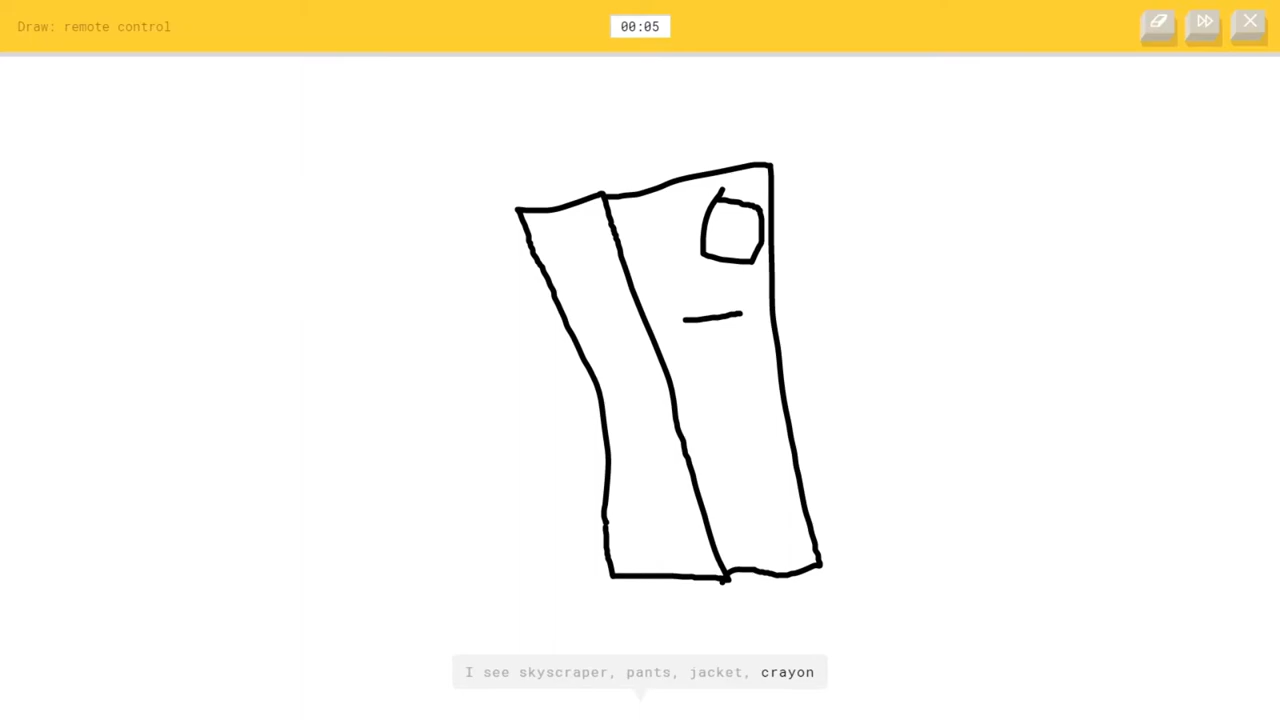 Draw: remote control
00:05
I see skyscraper, pants, jacket, crayon